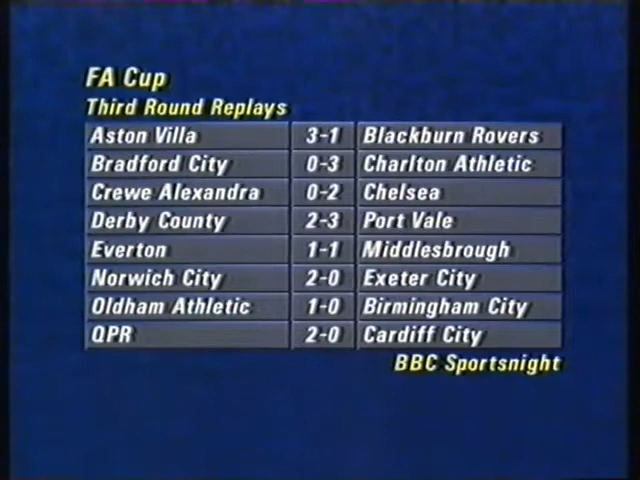 FA Cup
Third Round Replays
Aston Villa 3-1 Blackburn Rovers
Bradford City 0-3 Charlton Athletic
Crewe Alexandra 0-2 Chelsea
Derby County 2-3 Port Vale
Everton 1-1 Middlesbrough
Norwich City 2-0 Exeter City
Oldham Athletic 1-0 Birmingham City
QPR 2-0 Cardiff City
BBC Sportsnight